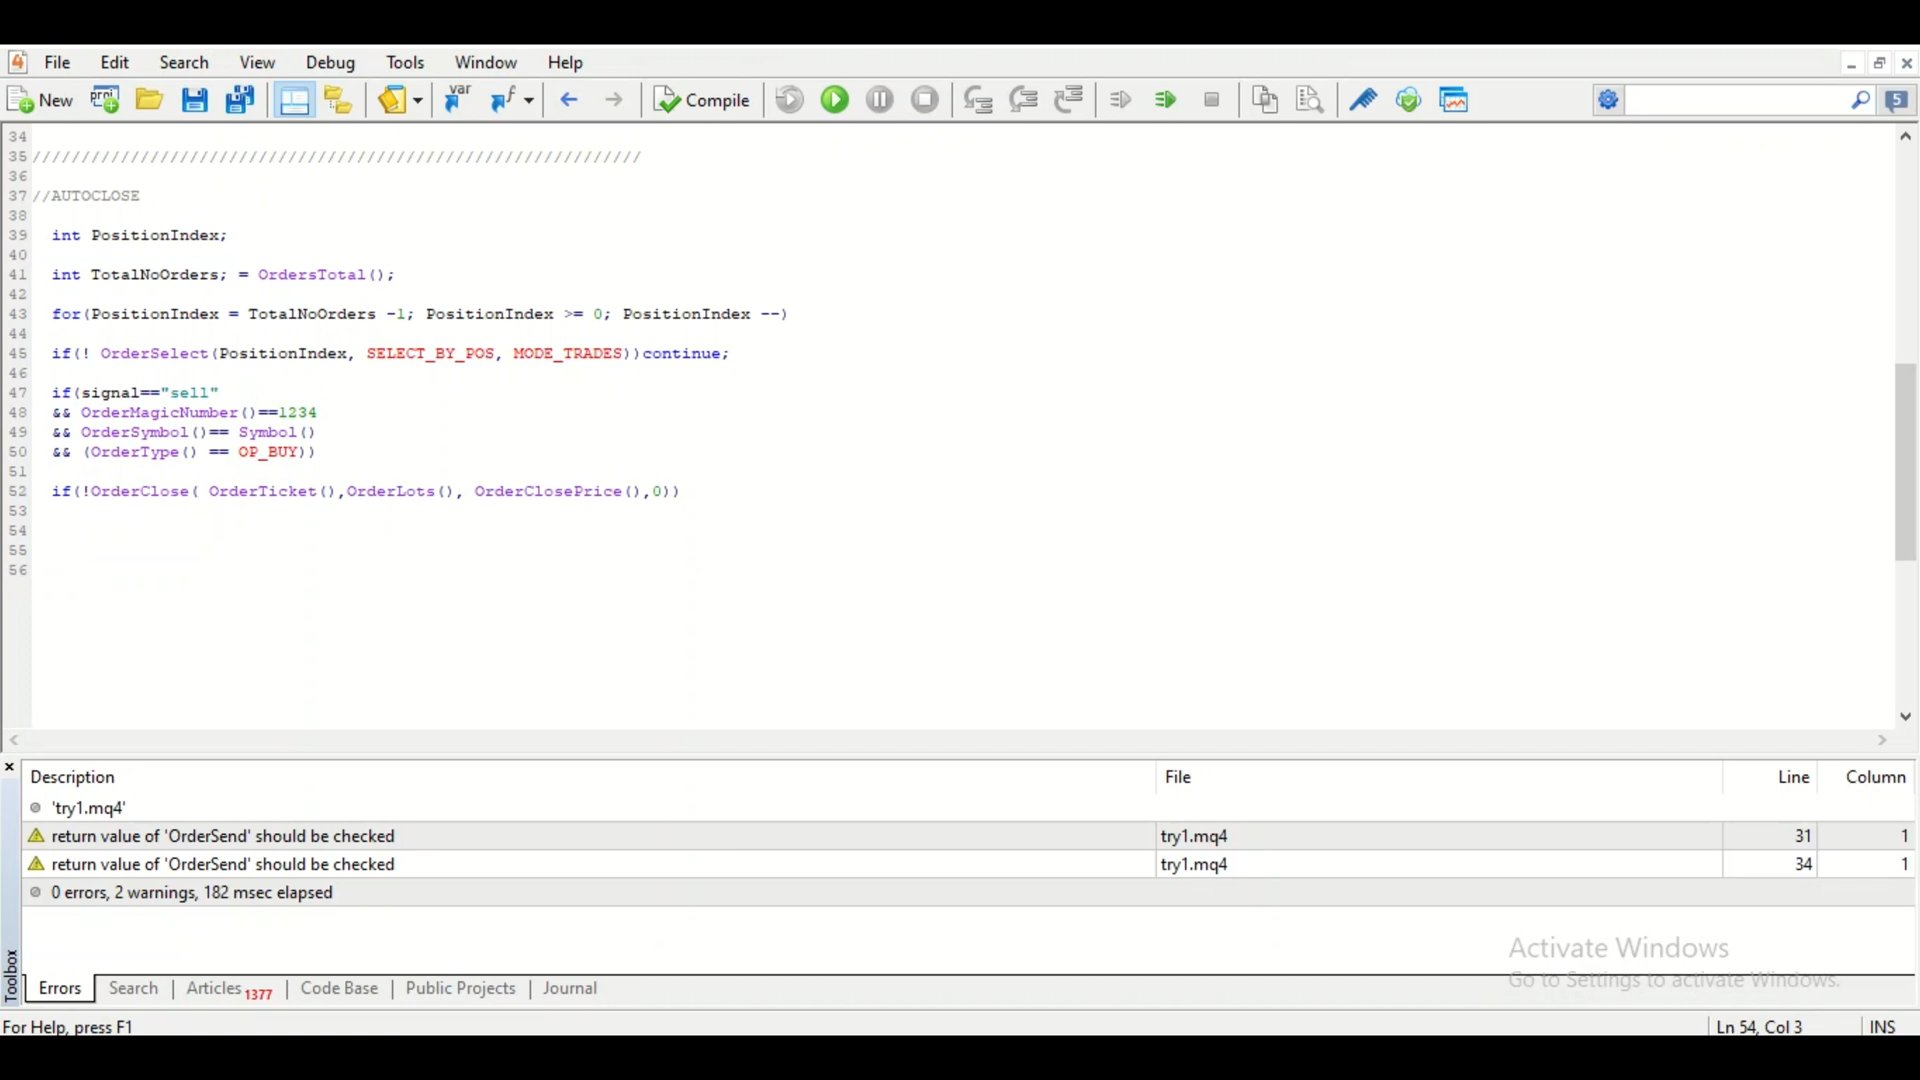 4 File Edit Search View Debug Tools Window Help
New proj var f Compile 5
34
35 /////////////////////////////////////////////////////////////////
36
37 //AUTOCLOSE
38
39 int PositionIndex;
40
41 int TotalNoOrders; = OrdersTotal();
42
43 for(PositionIndex = TotalNoOrders -1; PositionIndex >= 0; PositionIndex --)
44
45 if(! OrderSelect(PositionIndex, SELECT_BY_POS, MODE_TRADES))continue;
46
47 if(signal=="sell"
48 && OrderMagicNumber()==1234
49 && OrderSymbol()== Symbol()
50 && (OrderType() == OP_BUY))
51
52 if(!OrderClose( OrderTicket(),OrderLots(), OrderClosePrice(),0))
53
54
55
56
Description File Line Column
'try1.mq4'
return value of 'OrderSend' should be checked try1.mq4 31 1
return value of 'OrderSend' should be checked try1.mq4 34 1
0 errors, 2 warnings, 182 msec elapsed
Activate Windows
Go to Settings to activate Windows.
Toolbox
Errors Search Articles 1377 Code Base Public Projects Journal
For Help, press F1 Ln 54, Col 3 INS